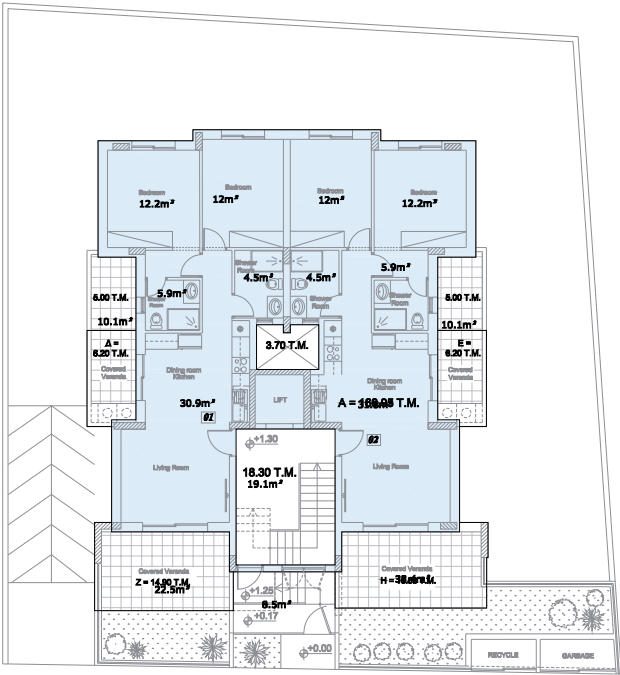 Bedroom
12.2m²
Bedroom
12m²
Bedroom
12m²
Bedroom
12.2m²
Shower
Room
4.5m²
4.5m²
Shower
Room
5.9m²
Shower
Room
5.9m²
Shower
Room
5.00 T.M.
10.1m²
Δ =
6.20 T.M.
Covered
Veranda
5.00 T.M.
10.1m²
E =
6.20 T.M.
Covered
Veranda
3.70 T.M.
LIFT
Dining room
Kitchen
30.9m²
01
Dining room
Kitchen
A =
T.M.
02
Living Room
Living Room
+1.30
18.30 T.M.
19.1m²
Covered Veranda
Z = 14.90 T.M.
22.5m²
Covered Veranda
H =
+1.25
+0.17
+0.00
RECYCLE
GARBAGE